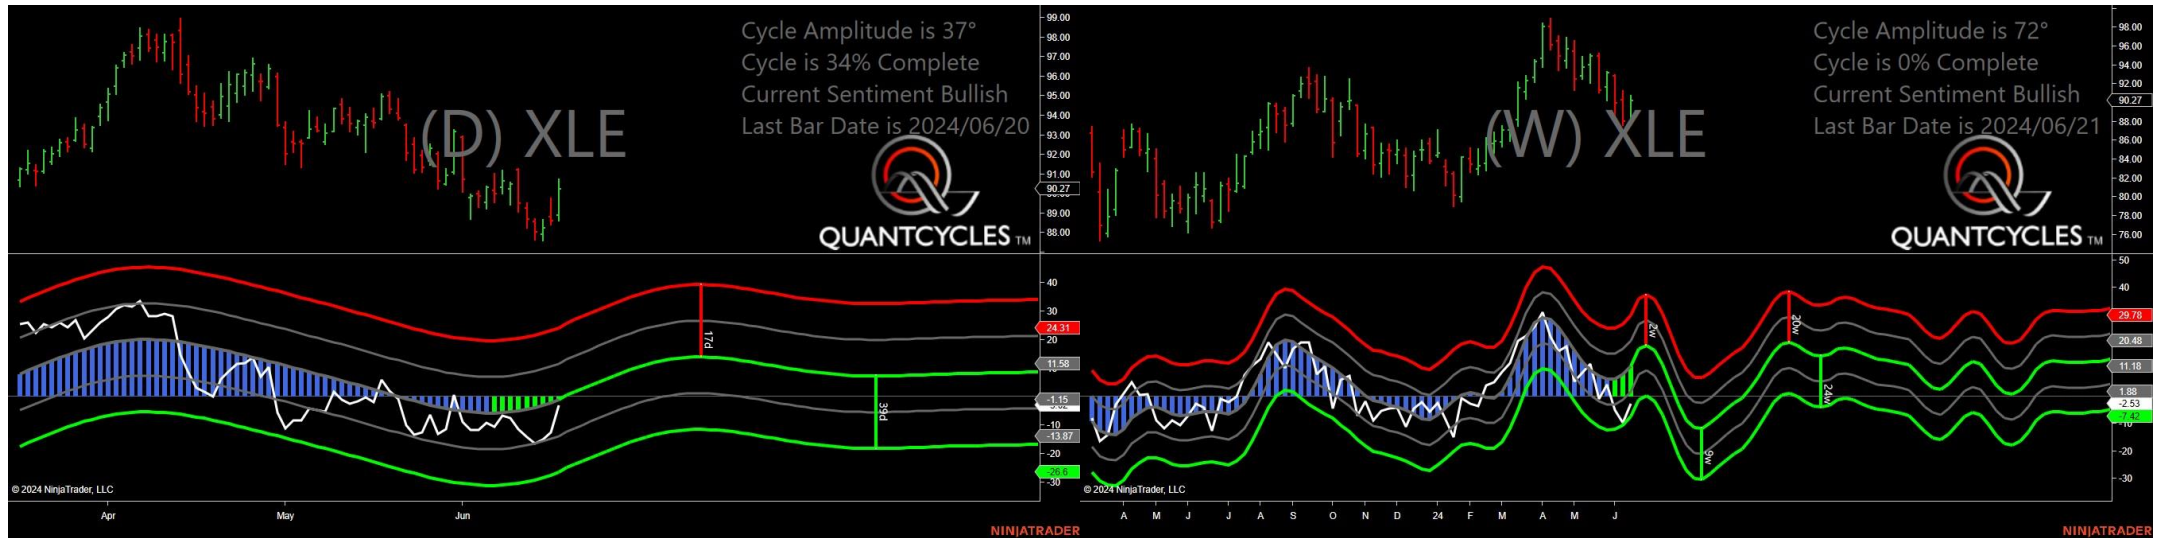 Cycle Amplitude is 37°
Cycle is 34% Complete
Current Sentiment Bullish
Last Bar Date is 2024/06/20
(D) XLE
QUANTCYCLES TM
99.00
98.00
97.00
96.00
95.00
94.00
93.00
92.00
91.00
90.27
89.00
88.00
40
30
24.31
20
11.58
-1.15
-10
-13.87
-20
-26.6
-30
17d
39d
© 2024 NinjaTrader, LLC
Apr May Jun
NINJATRADER
Cycle Amplitude is 72°
Cycle is 0% Complete
Current Sentiment Bullish
Last Bar Date is 2024/06/21
(W) XLE
QUANTCYCLES TM
98.00
96.00
94.00
92.00
90.27
88.00
86.00
84.00
82.00
80.00
78.00
76.00
50
40
29.78
20.48
11.18
1.88
-2.53
-7.42
-20
-30
2w
9w
20w
24w
© 2024 NinjaTrader, LLC
A M J J A S O N D 24 F M A M J
NINJATRADER